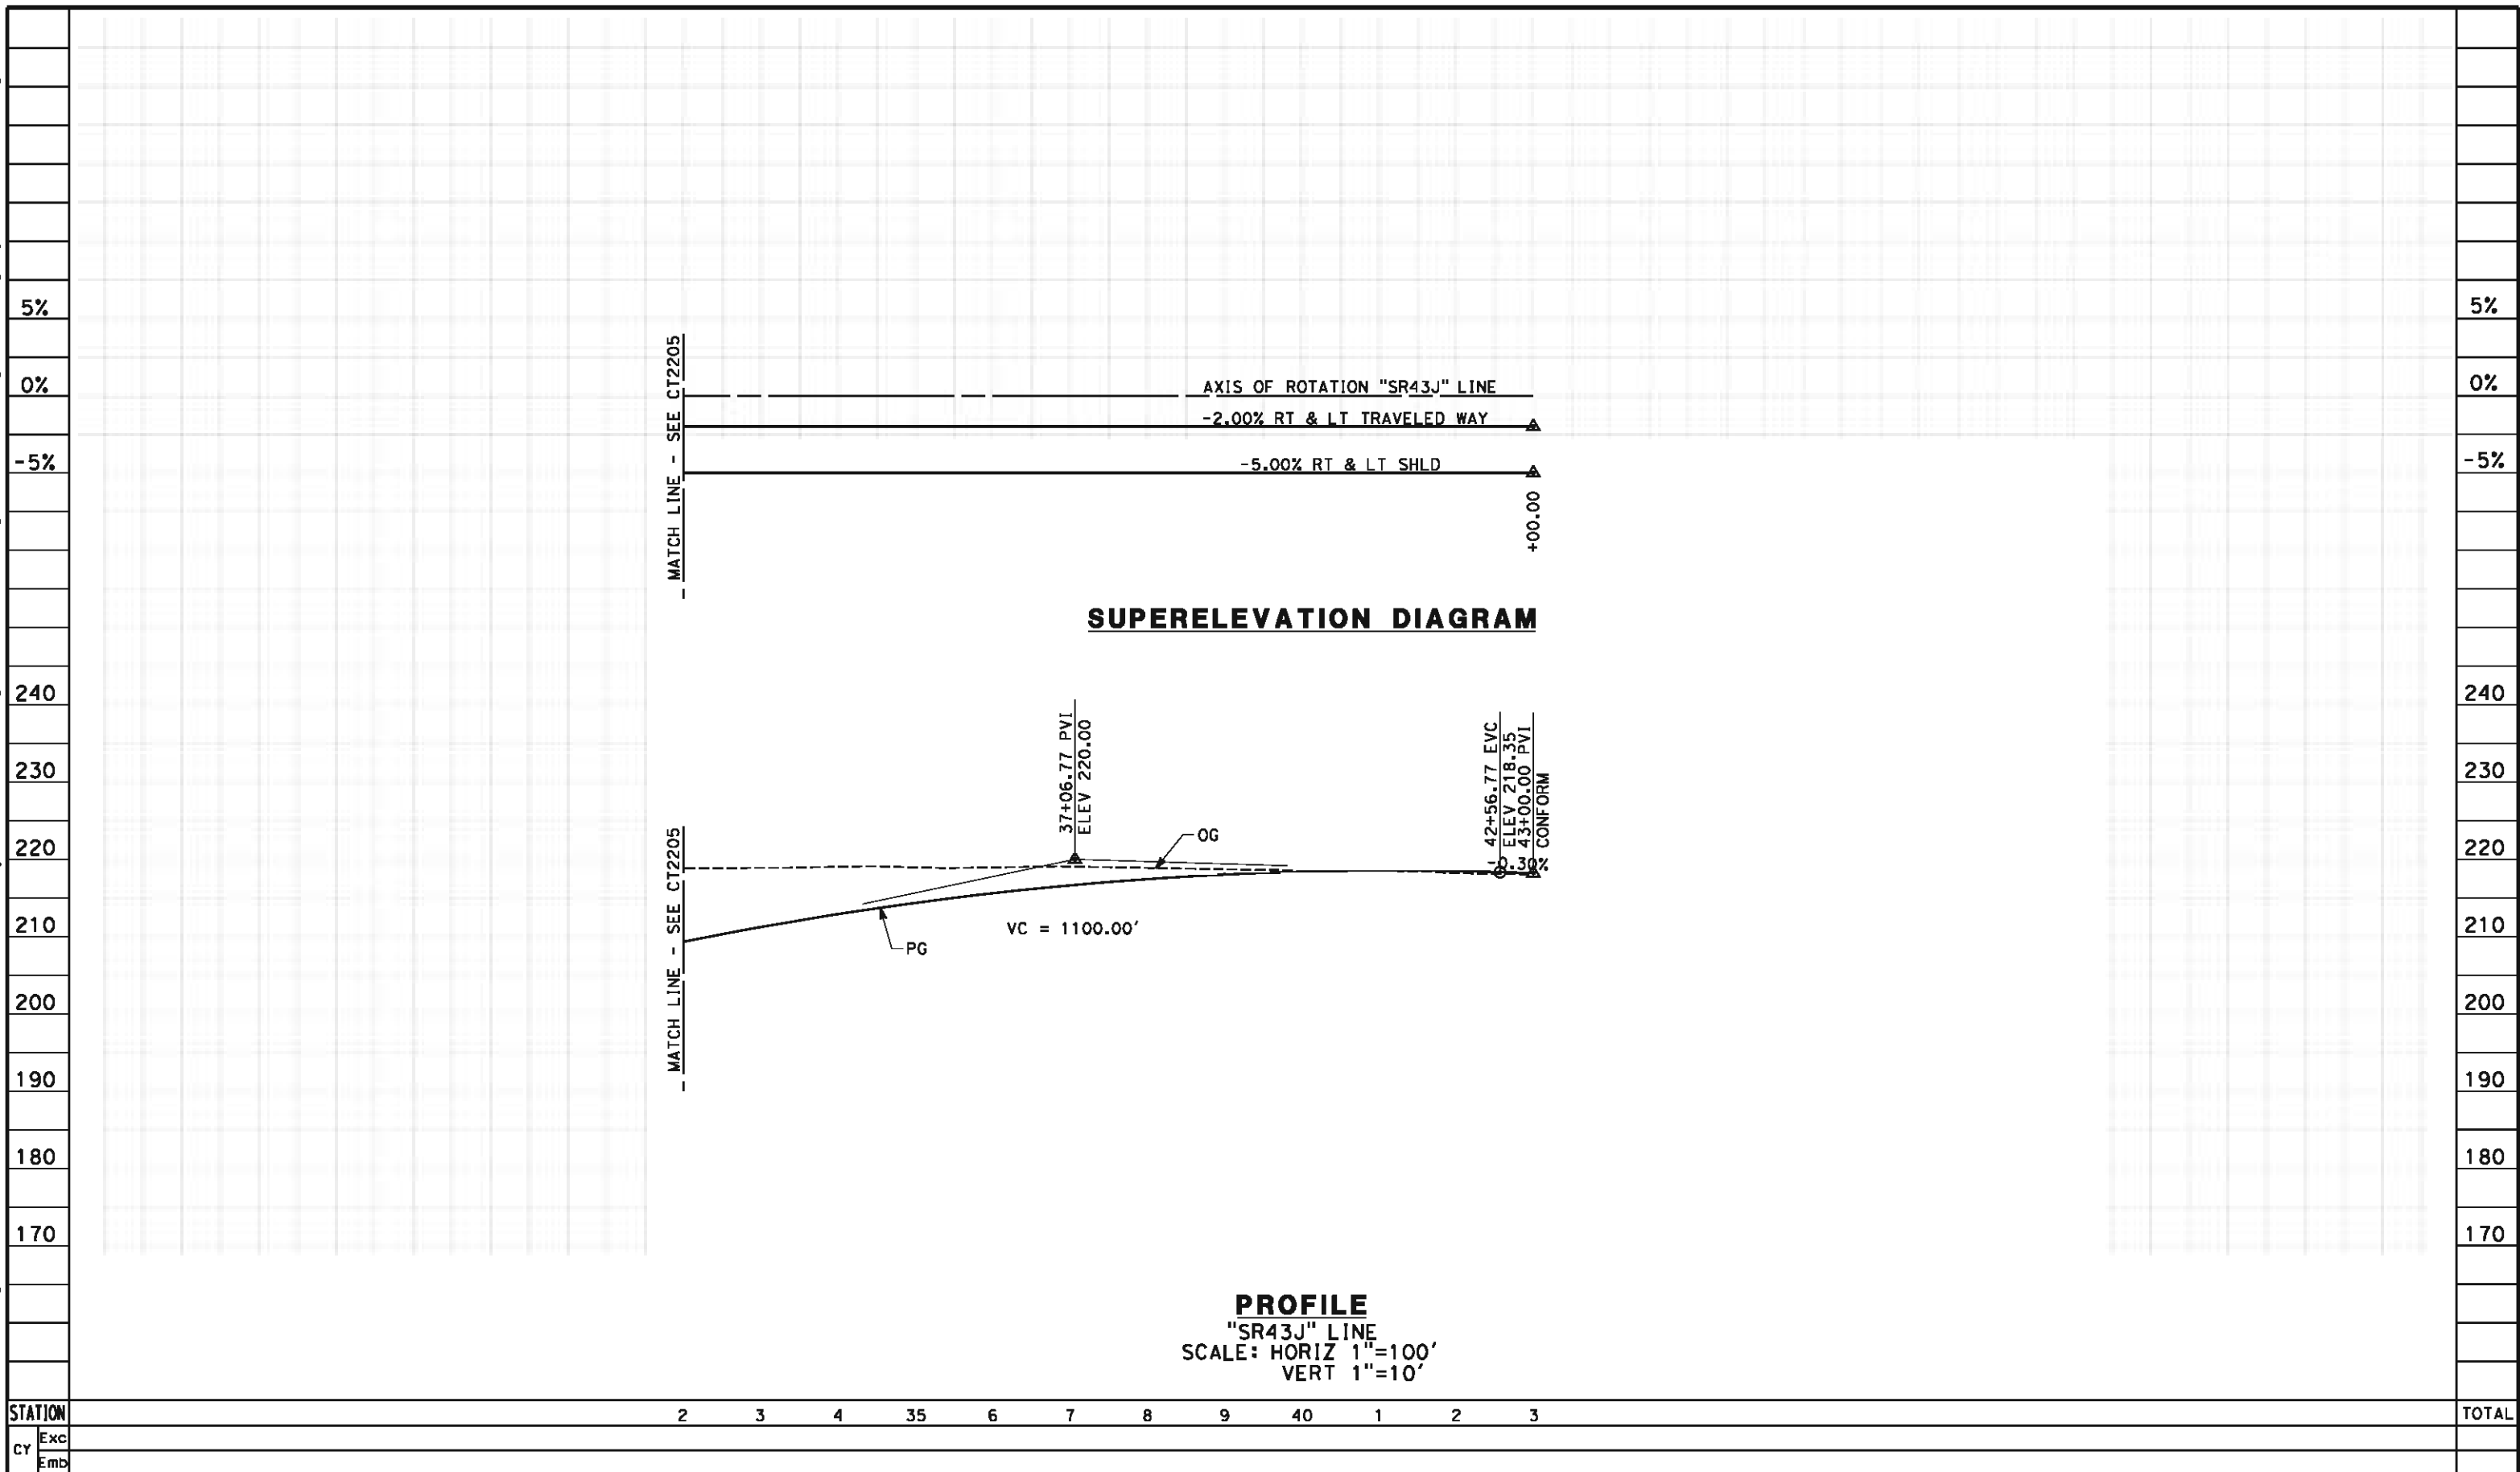 5%
0%
-5%
240
230
220
210
200
190
180
170
MATCH LINE - SEE CT2205
AXIS OF ROTATION "SR43J" LINE
-2.00% RT & LT TRAVELED WAY
-5.00% RT & LT SHLD
+00.00
SUPERELEVATION DIAGRAM
MATCH LINE - SEE CT2205
37+06.77 PVI
ELEV 220.00
OG
PG
VC = 1100.00'
42+56.77 EVC
ELEV 218.35
43+00.00 PVI
CONFORM
-0.30%
PROFILE
"SR43J" LINE
SCALE: HORIZ 1"=100'
VERT 1"=10'
5%
0%
-5%
240
230
220
210
200
190
180
170
STATION 2 3 4 35 6 7 8 9 40 1 2 3 TOTAL
CY Exc
Emb